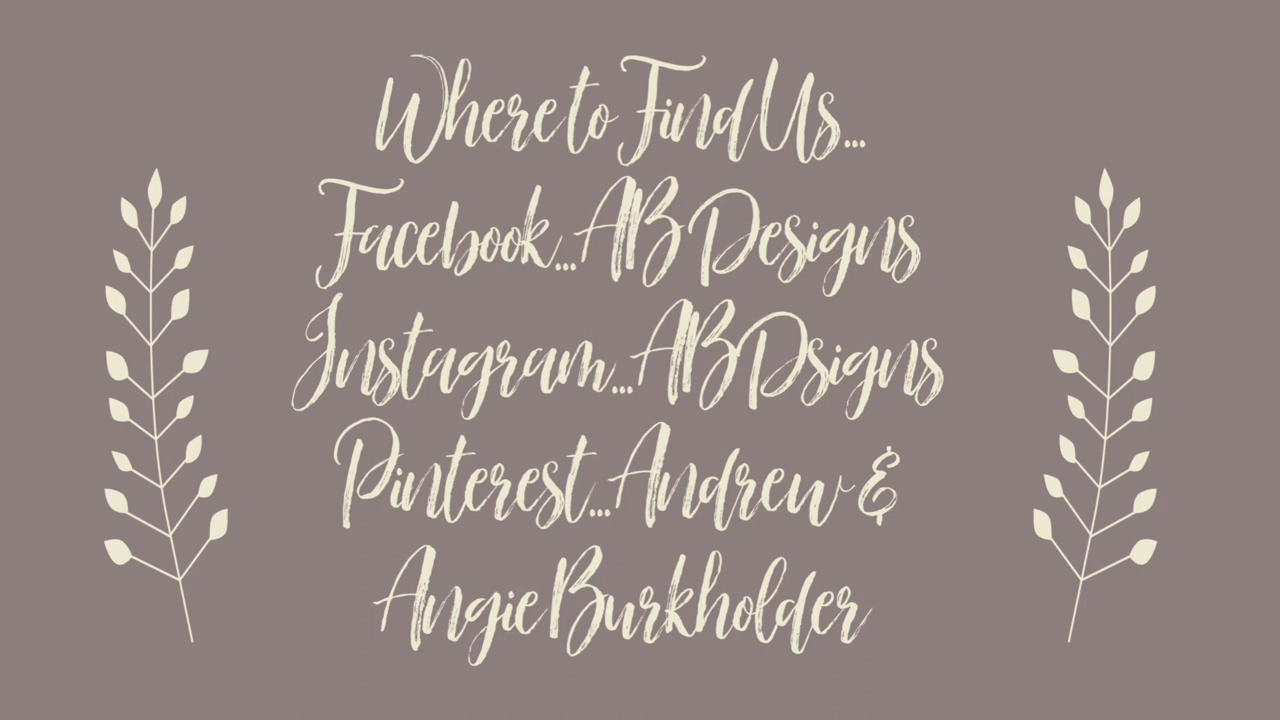 Where to Find Us...
Facebook...AB Designs
Instagram...ABDsigns
Pinterest...Andrew &
Angie Burkholder